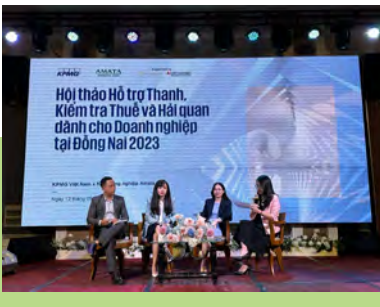 KPMG
AMATA
Hội thảo Hỗ trợ Thanh,
Kiểm tra Thuế và Hải quan
dành cho Doanh nghiệp
tại Đồng Nai 2023
KPMG Việt Nam